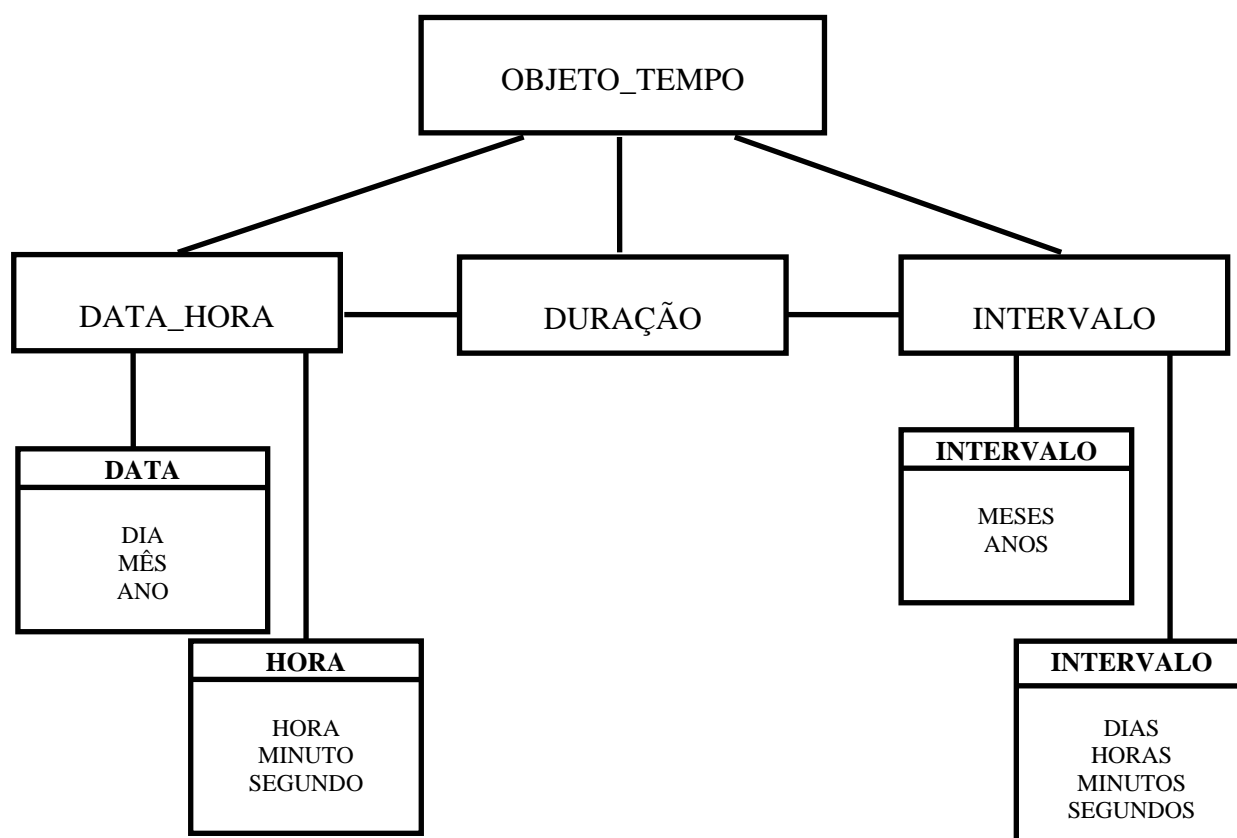 OBJETO_TEMPO
DATA_HORA
DURAÇÃO
INTERVALO
DATA
DIA
MÊS
ANO
HORA
HORA
MINUTO
SEGUNDO
INTERVALO
MESES
ANOS
INTERVALO
DIAS
HORAS
MINUTOS
SEGUNDOS